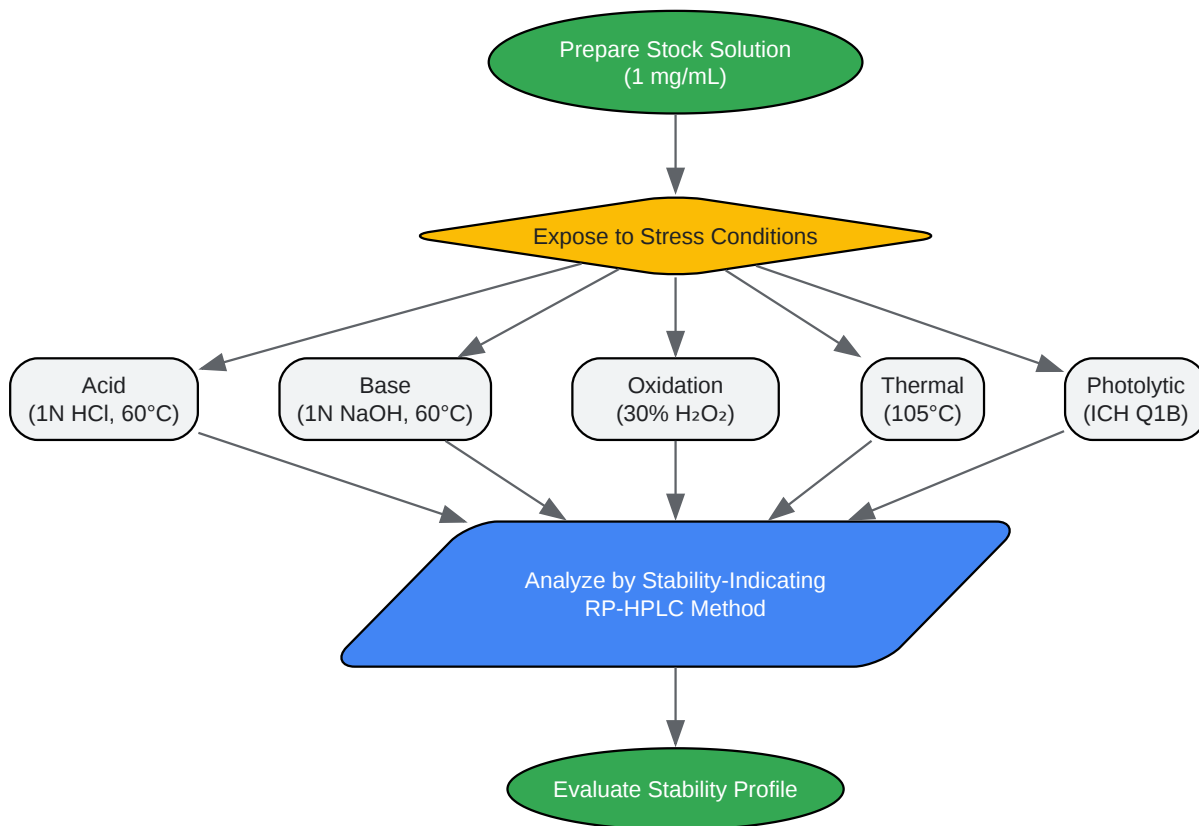 Prepare Stock Solution
(1 mg/mL)
Expose to Stress Conditions
Acid
(1N HCl, 60°C)
Base
(1N NaOH, 60°C)
Oxidation
(30% H₂O₂)
Thermal
(105°C)
Photolytic
(ICH Q1B)
Analyze by Stability-Indicating
RP-HPLC Method
Evaluate Stability Profile